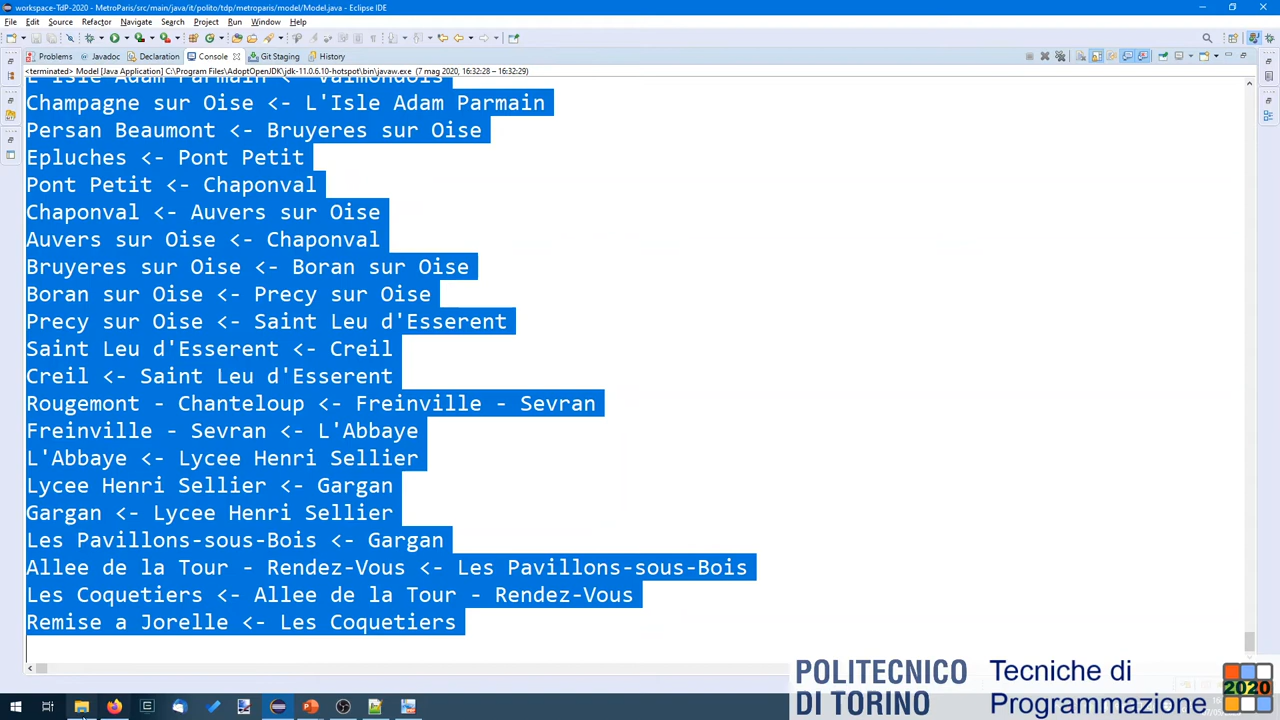 workspace-TdP-2020 - MetroParis/src/main/java/it/polito/tdp/metroparis/model/Model.java - Eclipse IDE
File Edit Source Refactor Navigate Search Project Run Window Help
Problems Javadoc Declaration Console Git Staging History
<terminated> Model [Java Application] C:\Program Files\AdoptOpenJDK\jdk-11.0.6.10-hotspot\bin\javaw.exe (7 mag 2020, 16:32:28 – 16:32:29)
L'Isle Adam Parmain <- Valmondois
Champagne sur Oise <- L'Isle Adam Parmain
Persan Beaumont <- Bruyeres sur Oise
Epluches <- Pont Petit
Pont Petit <- Chaponval
Chaponval <- Auvers sur Oise
Auvers sur Oise <- Chaponval
Bruyeres sur Oise <- Boran sur Oise
Boran sur Oise <- Precy sur Oise
Precy sur Oise <- Saint Leu d'Esserent
Saint Leu d'Esserent <- Creil
Creil <- Saint Leu d'Esserent
Rougemont - Chanteloup <- Freinville - Sevran
Freinville - Sevran <- L'Abbaye
L'Abbaye <- Lycee Henri Sellier
Lycee Henri Sellier <- Gargan
Gargan <- Lycee Henri Sellier
Les Pavillons-sous-Bois <- Gargan
Allee de la Tour - Rendez-Vous <- Les Pavillons-sous-Bois
Les Coquetiers <- Allee de la Tour - Rendez-Vous
Remise a Jorelle <- Les Coquetiers
POLITECNICO
DI TORINO
Tecniche di
Programmazione
2020